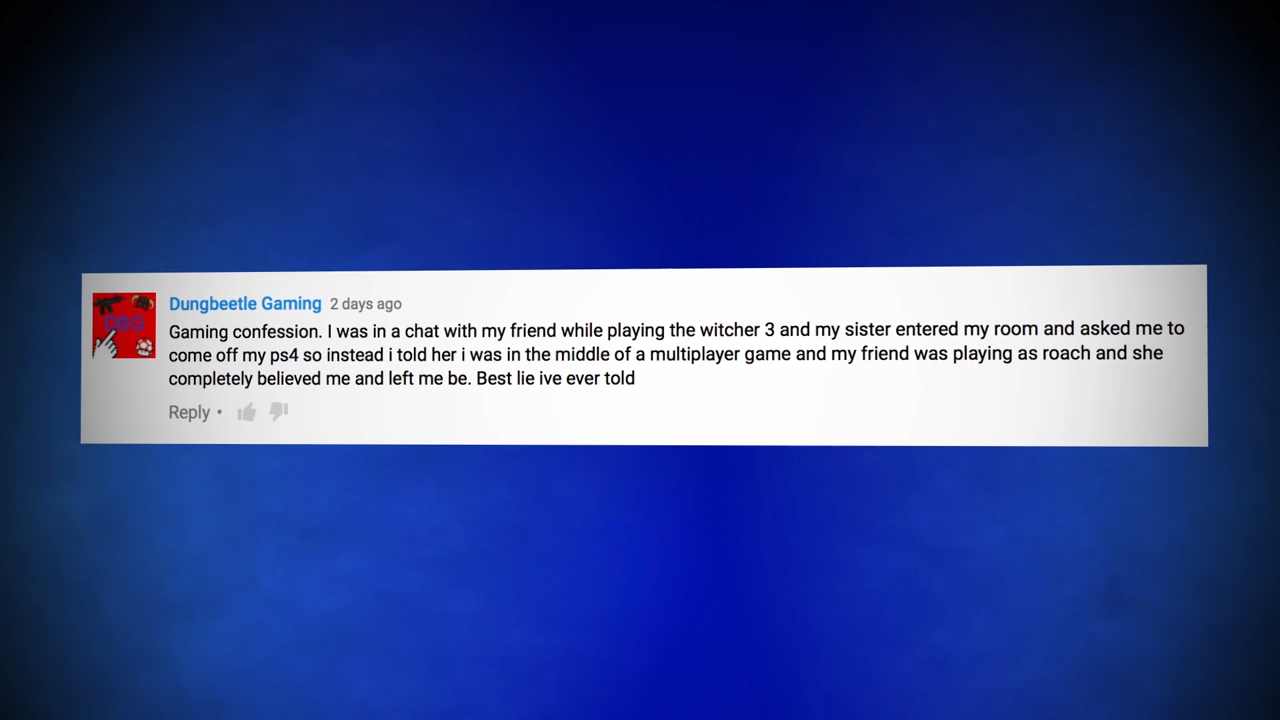 DBG
Dungbeetle Gaming 2 days ago
Gaming confession. I was in a chat with my friend while playing the witcher 3 and my sister entered my room and asked me to
come off my ps4 so instead i told her i was in the middle of a multiplayer game and my friend was playing as roach and she
completely believed me and left me be. Best lie ive ever told
Reply •